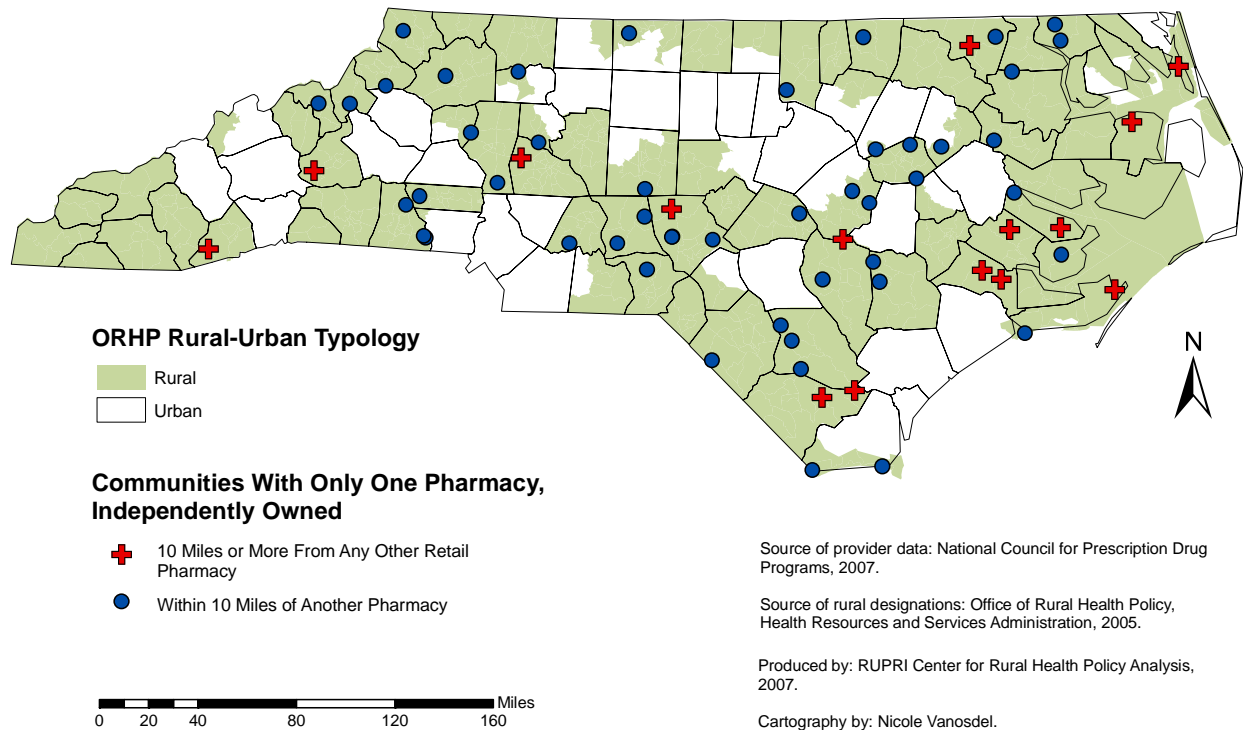 ORHP Rural-Urban Typology
Rural
Urban
Communities With Only One Pharmacy,
Independently Owned
10 Miles or More From Any Other Retail
Pharmacy
Within 10 Miles of Another Pharmacy
Miles
0 20 40 80 120 160
N
Source of provider data: National Council for Prescription Drug
Programs, 2007.
Source of rural designations: Office of Rural Health Policy,
Health Resources and Services Administration, 2005.
Produced by: RUPRI Center for Rural Health Policy Analysis,
2007.
Cartography by: Nicole Vanosdel.